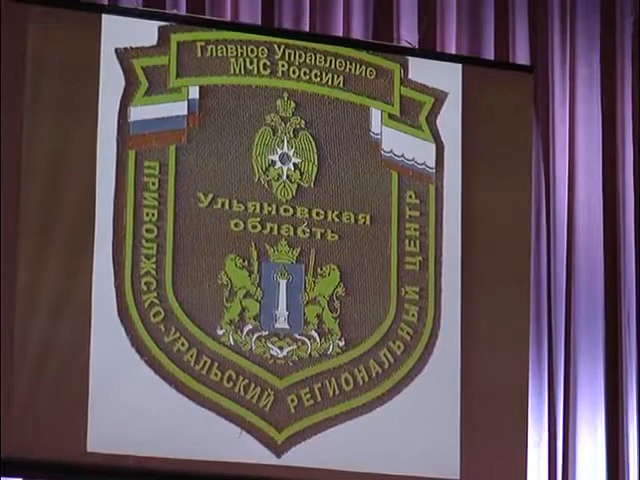 Главное Управление
МЧС России
Ульяновская
область
ПРИВОЛЖСКО-УРАЛЬСКИЙ РЕГИОНАЛЬНЫЙ ЦЕНТР